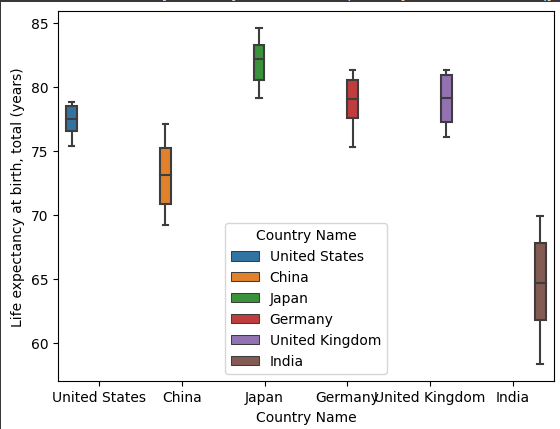 85
80
75
70
65
60
Life expectancy at birth, total (years)
Country Name
United States
China
Japan
Germany
United Kingdom
India
United States China Japan Germany United Kingdom India
Country Name